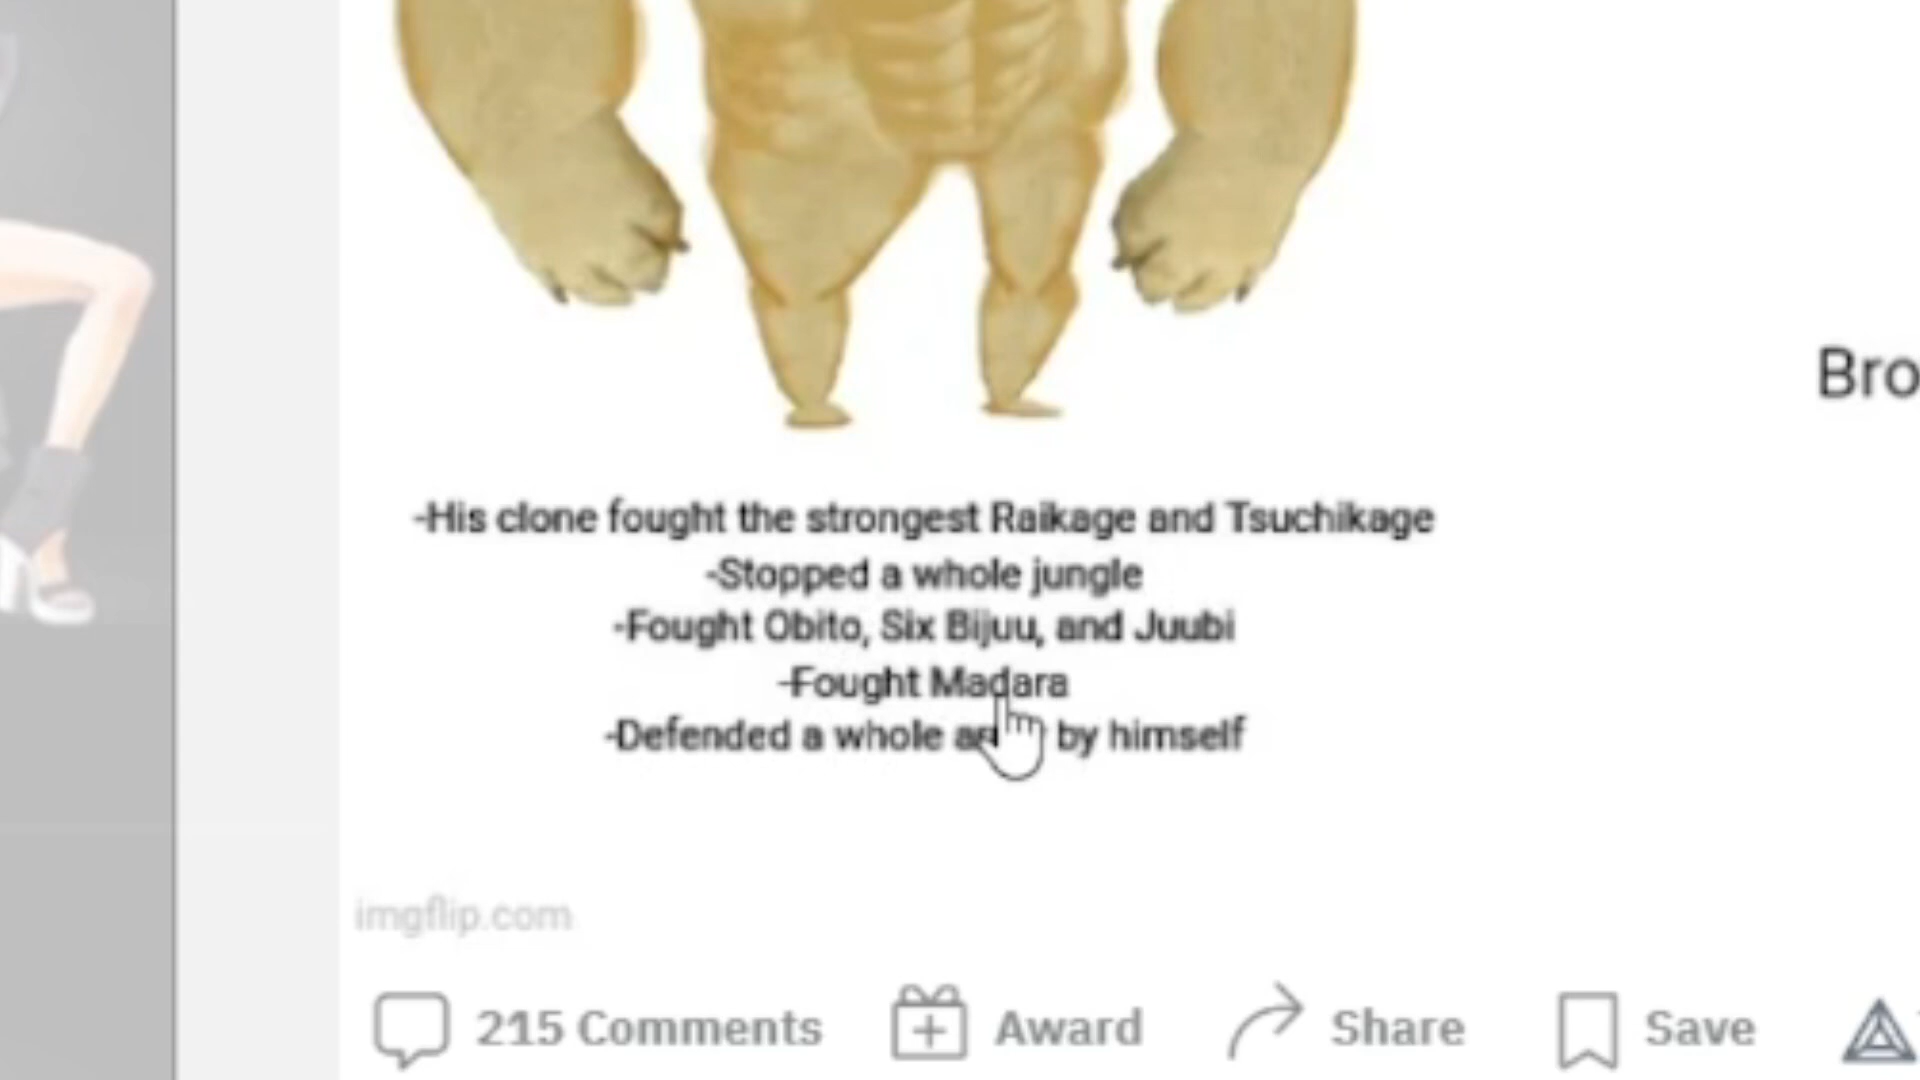 Bro
-His clone fought the strongest Raikage and Tsuchikage
-Stopped a whole jungle
-Fought Obito, Six Bijuu, and Juubi
-Fought Madara
-Defended a whole by himself
imgflip.com
215 Comments Award Share Save